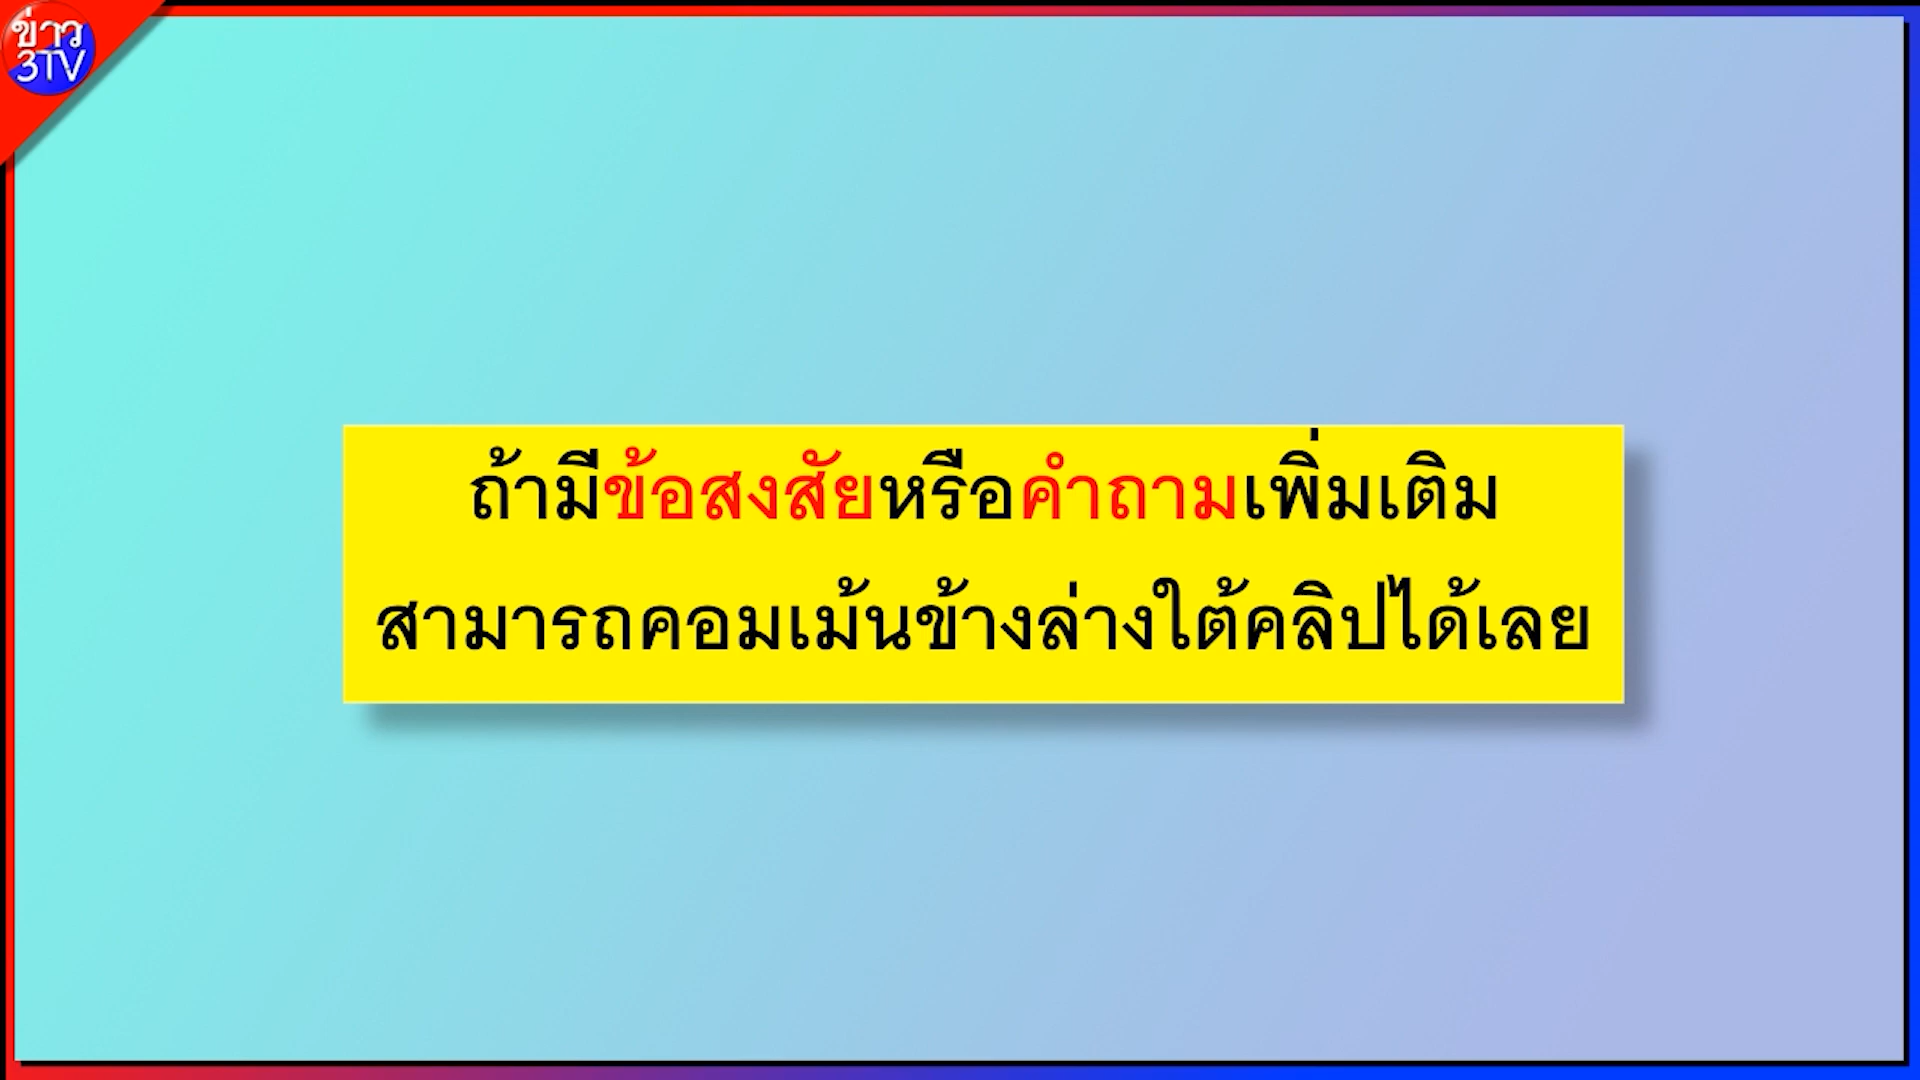 ข่าว
3TV
ถ้ามีข้อสงสัยหรือคำถามเพิ่มเติม
สามารถคอมเม้นข้างล่างใต้คลิปได้เลย